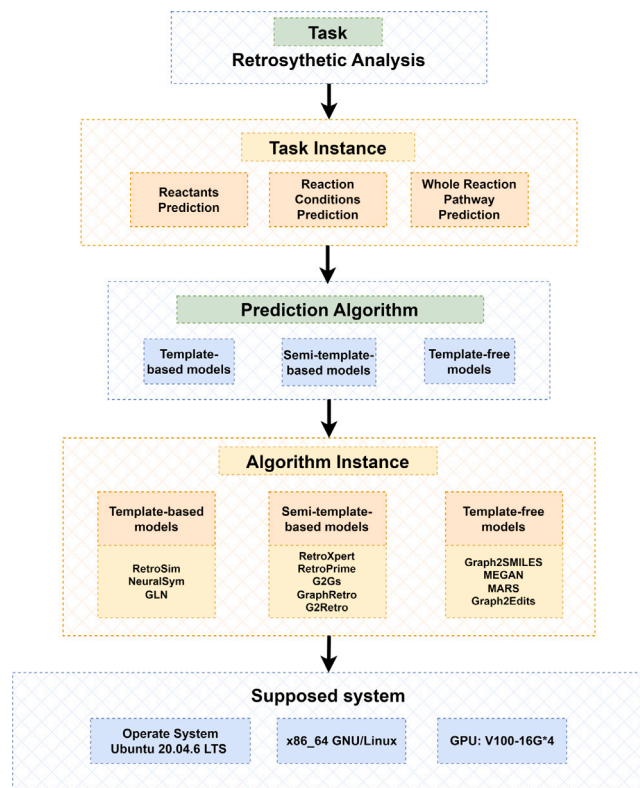 Task
Retrosythetic Analysis
Task Instance
Reactants
Prediction
Reaction
Conditions
Prediction
Whole Reaction
Pathway
Prediction
Prediction Algorithm
Template-
based models
Semi-template-
based models
Template-free
models
Algorithm Instance
Template-based
models
RetroSim
NeuralSym
GLN
Semi-template-
based models
RetroXpert
RetroPrime
G2Gs
GraphRetro
G2Retro
Template-free
models
Graph2SMILES
MEGAN
MARS
Graph2Edits
Supposed system
Operate System
Ubuntu 20.04.6 LTS
x86_64 GNU/Linux
GPU: V100-16G*4